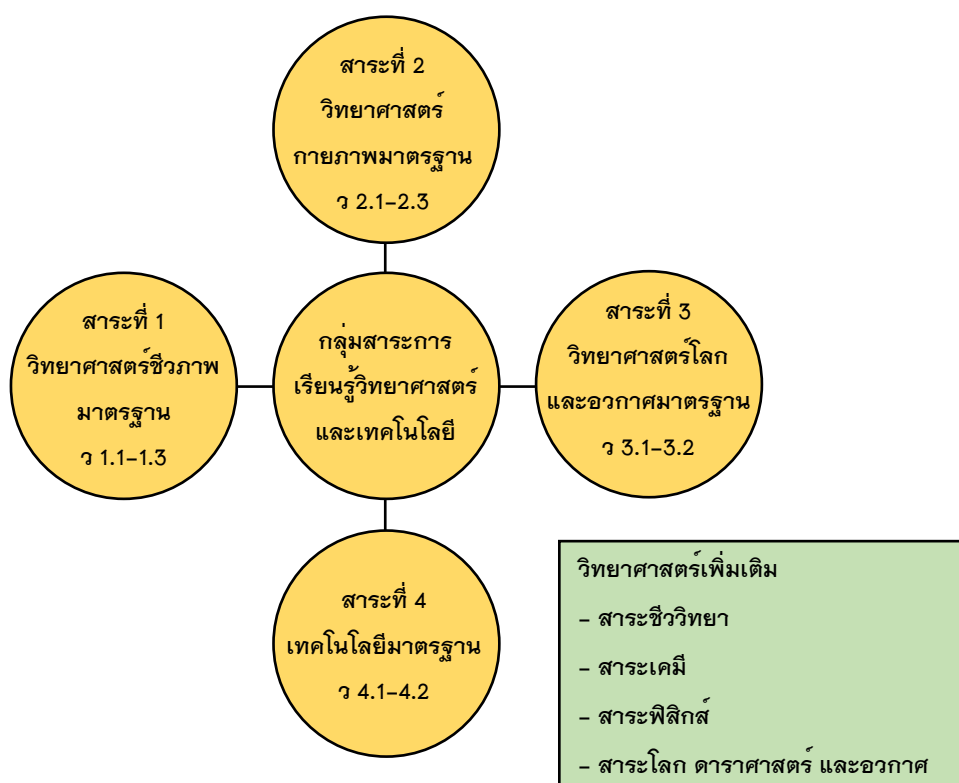 สาระที่ 2
วิทยาศาสตร์
กายภาพมาตรฐาน
ว 2.1-2.3
สาระที่ 1
วิทยาศาสตร์ชีวภาพ
มาตรฐาน
ว 1.1-1.3
กลุ่มสาระการ
เรียนรู้วิทยาศาสตร์
และเทคโนโลยี
สาระที่ 3
วิทยาศาสตร์โลก
และอวกาศมาตรฐาน
ว 3.1-3.2
สาระที่ 4
เทคโนโลยีมาตรฐาน
ว 4.1-4.2
วิทยาศาสตร์เพิ่มเติม
- สาระชีววิทยา
- สาระเคมี
- สาระฟิสิกส์
- สาระโลก ดาราศาสตร์ และอวกาศ